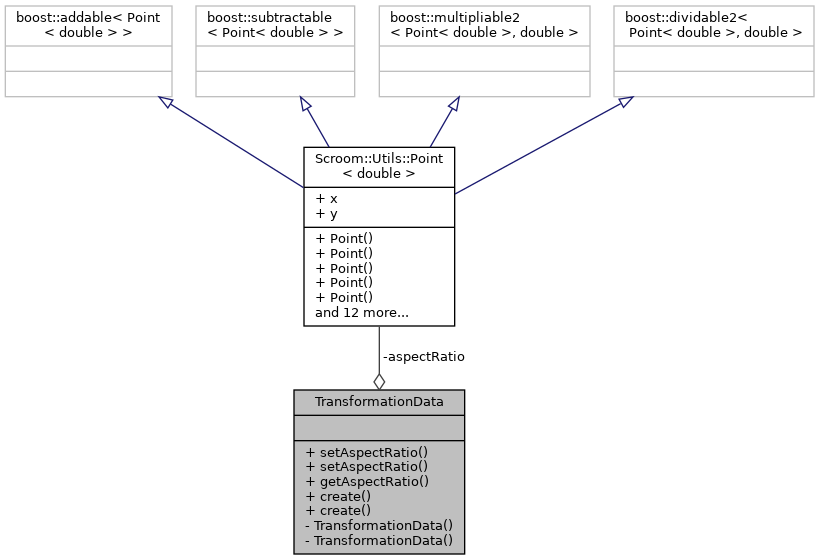 boost::addable< Point
< double > >
boost::subtractable
< Point< double > >
boost::multipliable2
< Point< double >, double >
boost::dividable2<
Point< double >, double >
Scroom::Utils::Point
< double >
+ x
+ y
+ Point()
+ Point()
+ Point()
+ Point()
+ Point()
and 12 more...
-aspectRatio
TransformationData
+ setAspectRatio()
+ setAspectRatio()
+ getAspectRatio()
+ create()
+ create()
- TransformationData()
- TransformationData()